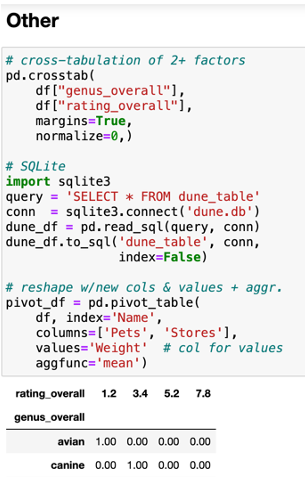 Other
# cross-tabulation of 2+ factors
pd.crosstab(
    df["genus_overall"],
    df["rating_overall"],
    margins=True,
    normalize=0,)
# SQLite
import sqlite3
query = 'SELECT * FROM dune_table'
conn  = sqlite3.connect('dune.db')
dune_df = pd.read_sql(query, conn)
dune_df.to_sql('dune_table', conn,
               index=False)
# reshape w/new cols & values + aggr.
pivot_df = pd.pivot_table(
    df, index='Name',
    columns=['Pets', 'Stores'],
    values='Weight'  # col for values
    aggfunc='mean')
rating_overall 1.2 3.4 5.2 7.8
genus_overall
avian 1.00 0.00 0.00 0.00
canine 0.00 1.00 0.00 0.00